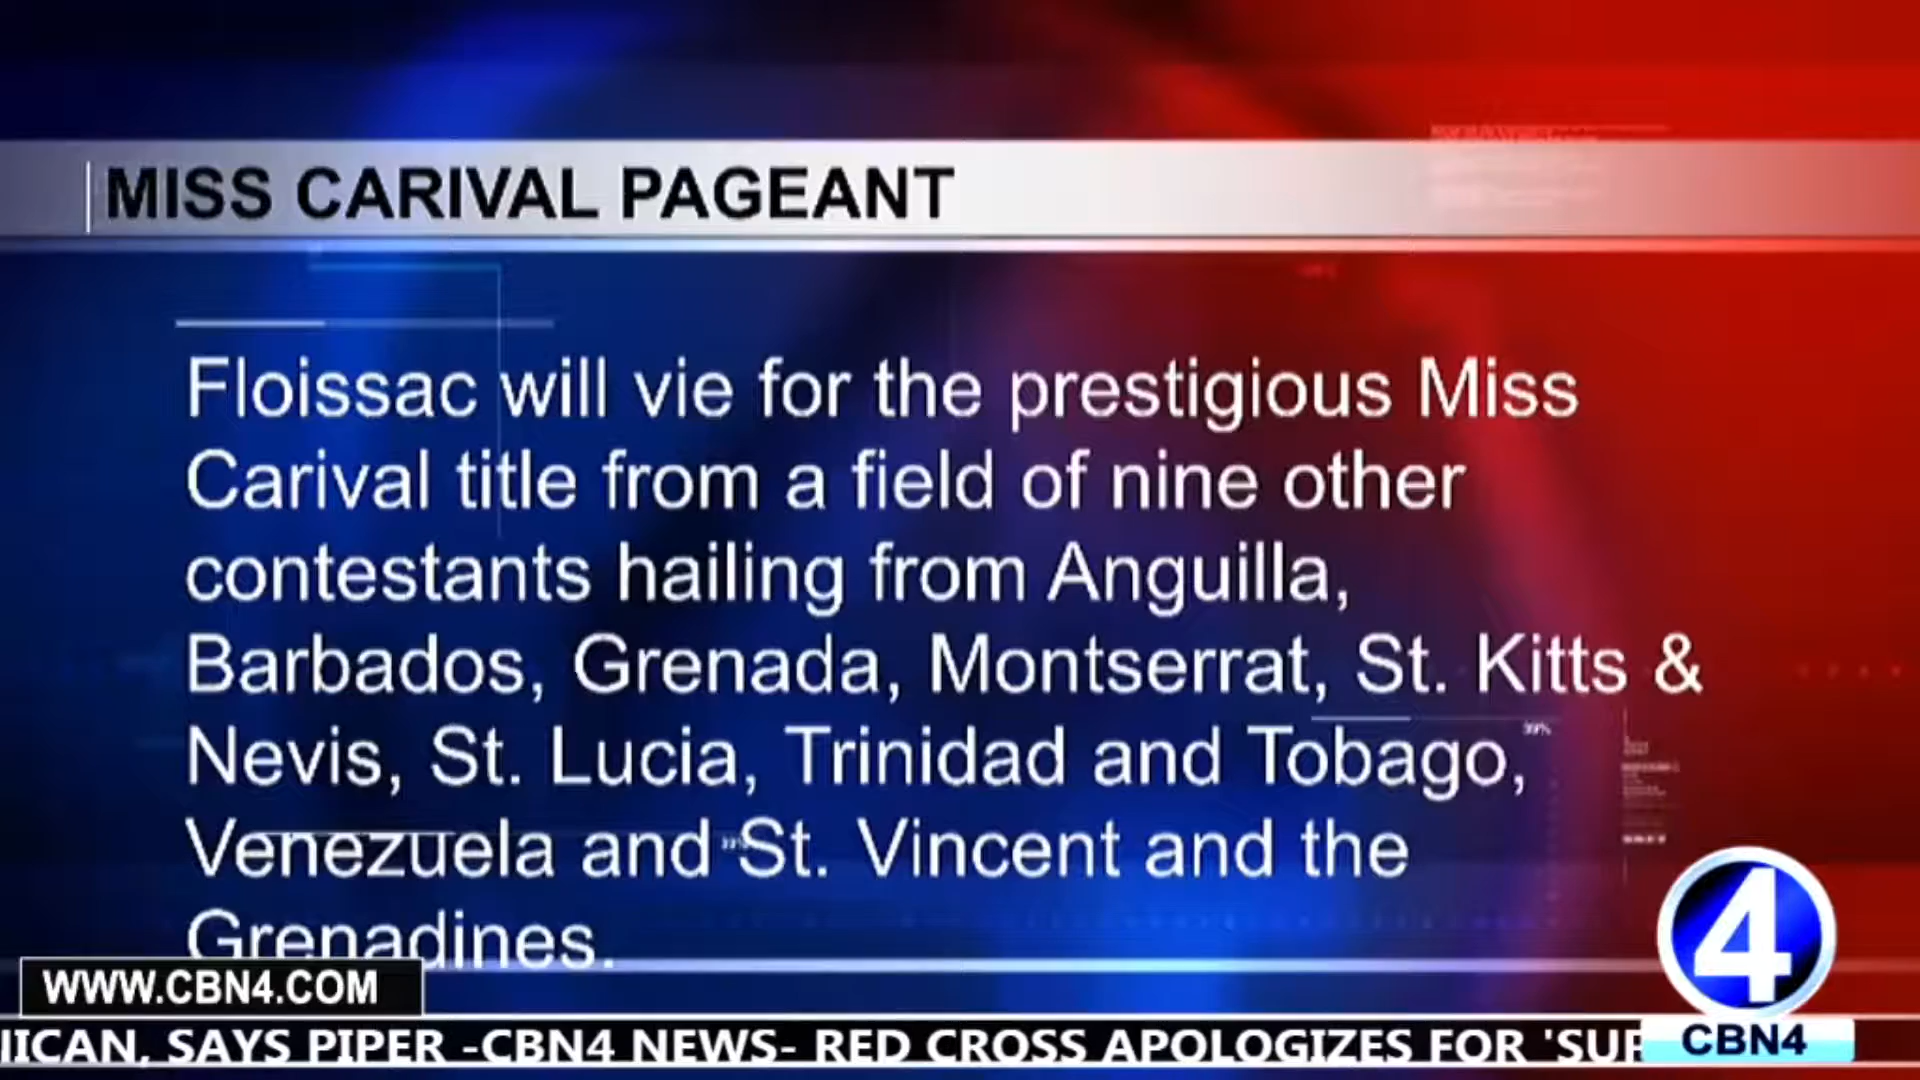 MISS CARIVAL PAGEANT
Floissac will vie for the prestigious Miss
Carival title from a field of nine other
contestants hailing from Anguilla,
Barbados, Grenada, Montserrat, St. Kitts &
Nevis, St. Lucia, Trinidad and Tobago,
Venezuela and St. Vincent and the
Grenadines.
WWW.CBN4.COM
4
CBN4
SAYS PIPER -CBN4 NEWS- RED CROSS APOLOGIZES FOR